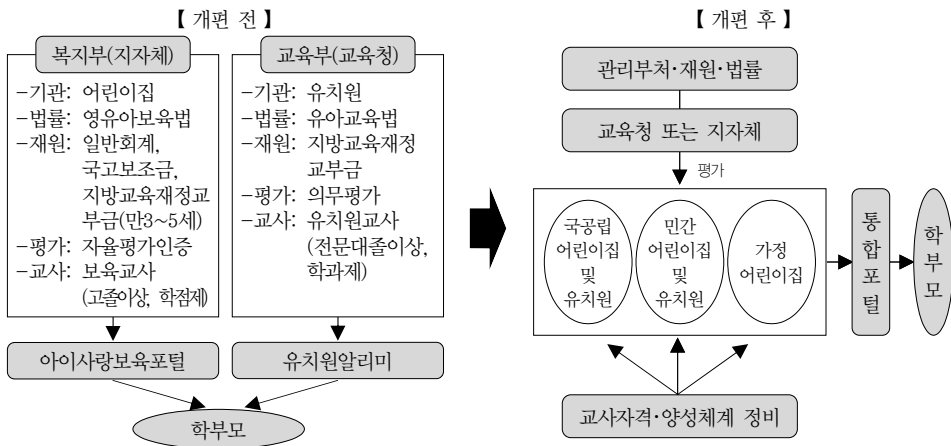 【 개편 전 】
복지부(지자체)
-기관: 어린이집
-법률: 영유아보육법
-재원: 일반회계,
국고보조금,
지방교육재정교
부금(만3~5세)
-평가: 자율평가인증
-교사: 보육교사
(고졸이상, 학점제)
아이사랑보육포털
교육부(교육청)
-기관: 유치원
-법률: 유아교육법
-재원: 지방교육재정
교부금
-평가: 의무평가
-교사: 유치원교사
(전문대졸이상,
학과제)
유치원알리미
학부모
【 개편 후 】
관리부처·재원·법률
교육청 또는 지자체
평가
국공립
어린이집
및
유치원
민간
어린이집
및
유치원
가정
어린이집
통합포털
학부모
교사자격·양성체계 정비